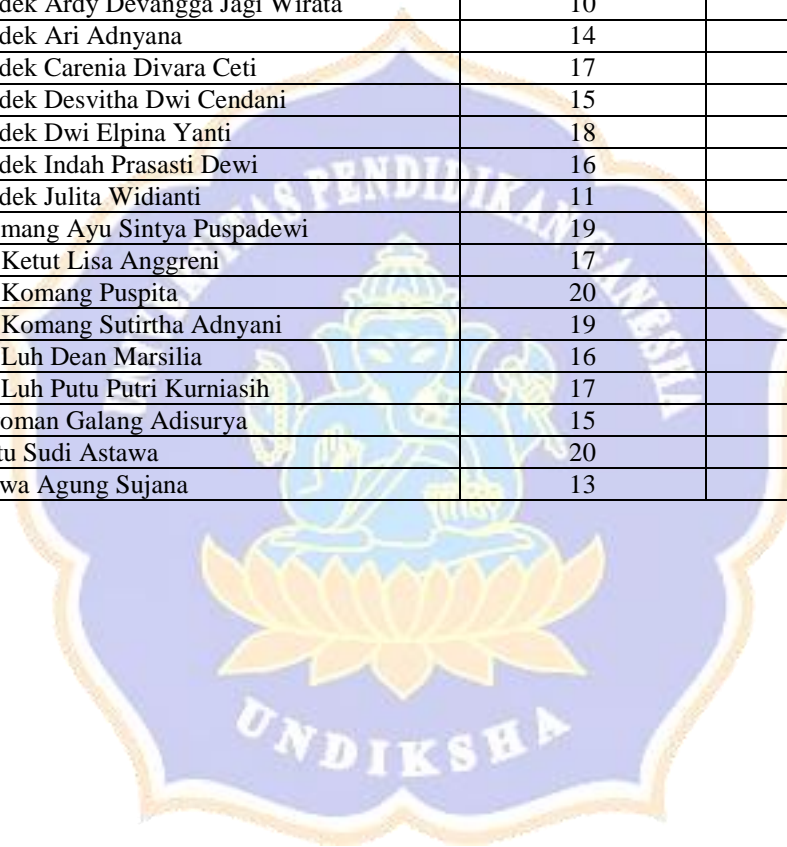 dek Ardy Devangga Jagi Wirata 10
dek Ari Adnyana 14
dek Carenia Divara Ceti 17
dek Desvitha Dwi Cendani 15
dek Dwi Elpina Yanti 18
dek Indah Prasasti Dewi 16
dek Julita Widianti 11
mang Ayu Sintya Puspadewi 19
Ketut Lisa Anggreni 17
Komang Puspita 20
Komang Sutirtha Adnyani 19
Luh Dean Marsilia 16
Luh Putu Putri Kurniasih 17
oman Galang Adisurya 15
tu Sudi Astawa 20
wa Agung Sujana 13
UNIVERSITAS PENDIDIKAN GANESHA
UNDIKSHA